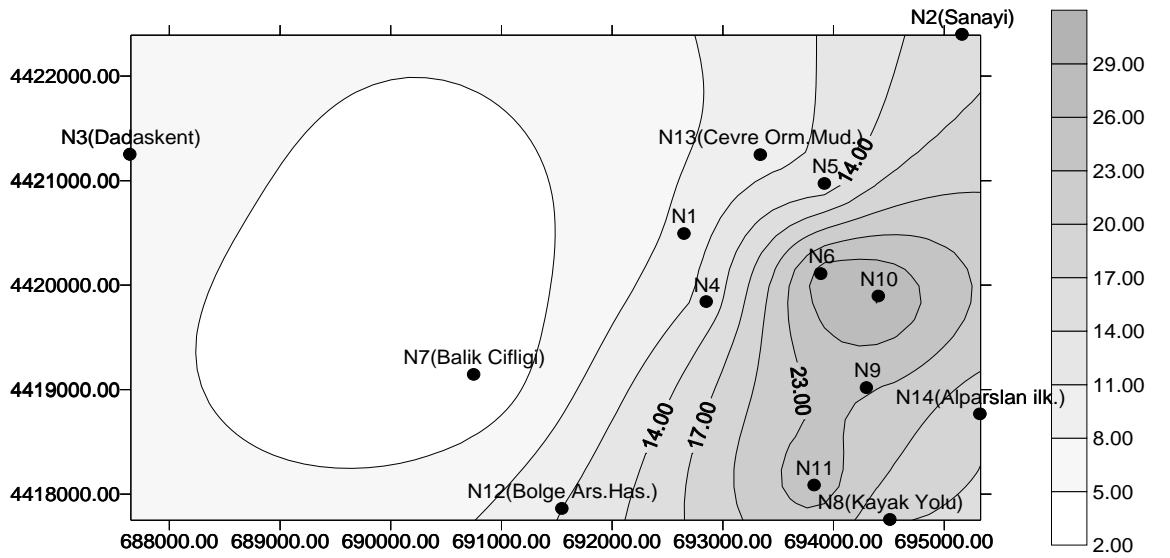 N2(Sanayi)
29.00
26.00
23.00
20.00
17.00
14.00
11.00
8.00
5.00
2.00
4422000.00
4421000.00
4420000.00
4419000.00
4418000.00
N3(Dadaskent)
N13(Cevre Orm.Mud.)
14.00
N5
N1
N6
N10
N4
N7(Balik Cifligi)
N9
23.00
N14(Alparslan ilk.)
14.00
17.00
N11
N12(Bolge Ars.Has.)
N8(Kayak Yolu)
688000.00 689000.00 690000.00 691000.00 692000.00 693000.00 694000.00 695000.00